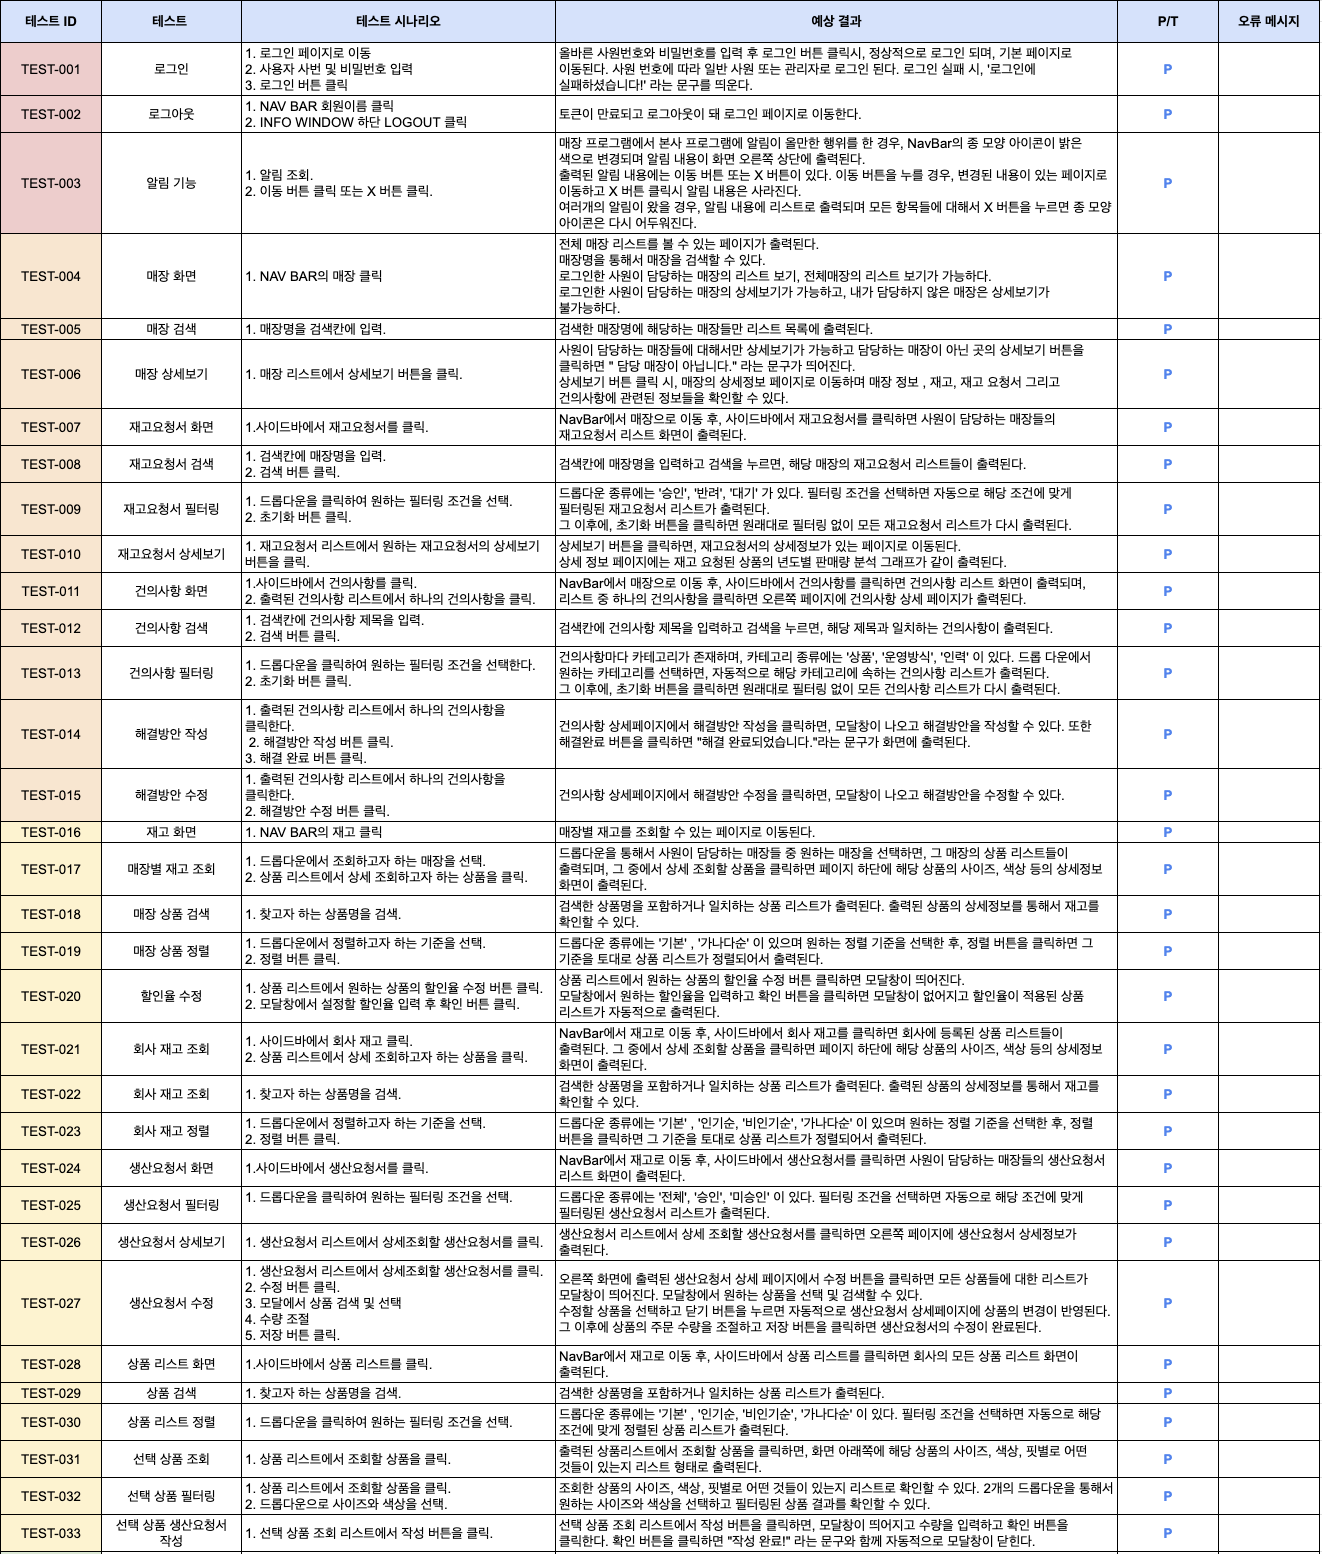 테스트 ID 테스트 테스트 시나리오 예상 결과 P/T 오류 메시지
TEST-001 로그인
1. 로그인 페이지로 이동
2. 사용자 사번 및 비밀번호 입력
3. 로그인 버튼 클릭
올바른 사원번호와 비밀번호를 입력 후 로그인 버튼 클릭시, 정상적으로 로그인 되며, 기본 페이지로
이동된다. 사원 번호에 따라 일반 사원 또는 관리자로 로그인 된다. 로그인 실패 시, '로그인에
실패하셨습니다!' 라는 문구를 띄운다.
P
TEST-002 로그아웃
1. NAV BAR 회원이름 클릭
2. INFO WINDOW 하단 LOGOUT 클릭
토큰이 만료되고 로그아웃이 돼 로그인 페이지로 이동한다.
P
TEST-003 알림 기능
1. 알림 조회.
2. 이동 버튼 클릭 또는 X 버튼 클릭.
매장 프로그램에서 본사 프로그램에 알림이 올만한 행위를 한 경우, NavBar의 종 모양 아이콘이 밝은
색으로 변경되며 알림 내용이 화면 오른쪽 상단에 출력된다.
출력된 알림 내용에는 이동 버튼 또는 X 버튼이 있다. 이동 버튼을 누를 경우, 변경된 내용이 있는 페이지로
이동하고 X 버튼 클릭시 알림 내용은 사라진다.
여러개의 알림이 왔을 경우, 알림 내용에 리스트로 출력되며 모든 항목들에 대해서 X 버튼을 누르면 종 모양
아이콘은 다시 어두워진다.
P
TEST-004 매장 화면
1. NAV BAR의 매장 클릭
전체 매장 리스트를 볼 수 있는 페이지가 출력된다.
매장명을 통해서 매장을 검색할 수 있다.
로그인한 사원이 담당하는 매장의 리스트 보기, 전체매장의 리스트 보기가 가능하다.
로그인한 사원이 담당하는 매장의 상세보기가 가능하고, 내가 담당하지 않은 매장은 상세보기가
불가능하다.
P
TEST-005 매장 검색
1. 매장명을 검색칸에 입력.
검색한 매장명에 해당하는 매장들만 리스트 목록에 출력된다.
P
TEST-006 매장 상세보기
1. 매장 리스트에서 상세보기 버튼을 클릭.
사원이 담당하는 매장들에 대해서만 상세보기가 가능하고 담당하는 매장이 아닌 곳의 상세보기 버튼을
클릭하면 " 담당 매장이 아닙니다." 라는 문구가 띄어진다.
상세보기 버튼 클릭 시, 매장의 상세정보 페이지로 이동하며 매장 정보 , 재고, 재고 요청서 그리고
건의사항에 관련된 정보들을 확인할 수 있다.
P
TEST-007 재고요청서 화면
1.사이드바에서 재고요청서를 클릭.
NavBar에서 매장으로 이동 후, 사이드바에서 재고요청서를 클릭하면 사원이 담당하는 매장들의
재고요청서 리스트 화면이 출력된다.
P
TEST-008 재고요청서 검색
1. 검색칸에 매장명을 입력.
2. 검색 버튼 클릭.
검색칸에 매장명을 입력하고 검색을 누르면, 해당 매장의 재고요청서 리스트들이 출력된다.
P
TEST-009 재고요청서 필터링
1. 드롭다운을 클릭하여 원하는 필터링 조건을 선택.
2. 초기화 버튼 클릭.
드롭다운 종류에는 '승인', '반려', '대기' 가 있다. 필터링 조건을 선택하면 자동으로 해당 조건에 맞게
필터링된 재고요청서 리스트가 출력된다.
그 이후에, 초기화 버튼을 클릭하면 원래대로 필터링 없이 모든 재고요청서 리스트가 다시 출력된다.
P
TEST-010 재고요청서 상세보기
1. 재고요청서 리스트에서 원하는 재고요청서의 상세보기
버튼을 클릭.
상세보기 버튼을 클릭하면, 재고요청서의 상세정보가 있는 페이지로 이동된다.
상세 정보 페이지에는 재고 요청된 상품의 년도별 판매량 분석 그래프가 같이 출력된다.
P
TEST-011 건의사항 화면
1.사이드바에서 건의사항를 클릭.
2. 출력된 건의사항 리스트에서 하나의 건의사항을 클릭.
NavBar에서 매장으로 이동 후, 사이드바에서 건의사항를 클릭하면 건의사항 리스트 화면이 출력되며,
리스트 중 하나의 건의사항을 클릭하면 오른쪽 페이지에 건의사항 상세 페이지가 출력된다.
P
TEST-012 건의사항 검색
1. 검색칸에 건의사항 제목을 입력.
2. 검색 버튼 클릭.
검색칸에 건의사항 제목을 입력하고 검색을 누르면, 해당 제목과 일치하는 건의사항이 출력된다.
P
TEST-013 건의사항 필터링
1. 드롭다운을 클릭하여 원하는 필터링 조건을 선택한다.
2. 초기화 버튼 클릭.
건의사항마다 카테고리가 존재하며, 카테고리 종류에는 '상품', '운영방식', '인력' 이 있다. 드롭 다운에서
원하는 카테고리를 선택하면, 자동적으로 해당 카테고리에 속하는 건의사항 리스트가 출력된다.
그 이후에, 초기화 버튼을 클릭하면 원래대로 필터링 없이 모든 건의사항 리스트가 다시 출력된다.
P
TEST-014 해결방안 작성
1. 출력된 건의사항 리스트에서 하나의 건의사항을
클릭한다.
2. 해결방안 작성 버튼 클릭.
3. 해결 완료 버튼 클릭.
건의사항 상세페이지에서 해결방안 작성을 클릭하면, 모달창이 나오고 해결방안을 작성할 수 있다. 또한
해결완료 버튼을 클릭하면 "해결 완료되었습니다."라는 문구가 화면에 출력된다.
P
TEST-015 해결방안 수정
1. 출력된 건의사항 리스트에서 하나의 건의사항을
클릭한다.
2. 해결방안 수정 버튼 클릭.
건의사항 상세페이지에서 해결방안 수정을 클릭하면, 모달창이 나오고 해결방안을 수정할 수 있다.
P
TEST-016 재고 화면
1. NAV BAR의 재고 클릭
매장별 재고를 조회할 수 있는 페이지로 이동된다.
P
TEST-017 매장별 재고 조회
1. 드롭다운에서 조회하고자 하는 매장을 선택.
2. 상품 리스트에서 상세 조회하고자 하는 상품을 클릭.
드롭다운을 통해서 사원이 담당하는 매장들 중 원하는 매장을 선택하면, 그 매장의 상품 리스트들이
출력되며, 그 중에서 상세 조회할 상품을 클릭하면 페이지 하단에 해당 상품의 사이즈, 색상 등의 상세정보
화면이 출력된다.
P
TEST-018 매장 상품 검색
1. 찾고자 하는 상품명을 검색.
검색한 상품명을 포함하거나 일치하는 상품 리스트가 출력된다. 출력된 상품의 상세정보를 통해서 재고를
확인할 수 있다.
P
TEST-019 매장 상품 정렬
1. 드롭다운에서 정렬하고자 하는 기준을 선택.
2. 정렬 버튼 클릭.
드롭다운 종류에는 '기본' , '가나다순' 이 있으며 원하는 정렬 기준을 선택한 후, 정렬 버튼을 클릭하면 그
기준을 토대로 상품 리스트가 정렬되어서 출력된다.
P
TEST-020 할인율 수정
1. 상품 리스트에서 원하는 상품의 할인율 수정 버튼 클릭.
2. 모달창에서 설정할 할인율 입력 후 확인 버튼 클릭.
상품 리스트에서 원하는 상품의 할인율 수정 버튼 클릭하면 모달창이 띄어진다.
모달창에서 원하는 할인율을 입력하고 확인 버튼을 클릭하면 모달창이 없어지고 할인율이 적용된 상품
리스트가 자동적으로 출력된다.
P
TEST-021 회사 재고 조회
1. 사이드바에서 회사 재고 클릭.
2. 상품 리스트에서 상세 조회하고자 하는 상품을 클릭.
NavBar에서 재고로 이동 후, 사이드바에서 회사 재고를 클릭하면 회사에 등록된 상품 리스트들이
출력된다. 그 중에서 상세 조회할 상품을 클릭하면 페이지 하단에 해당 상품의 사이즈, 색상 등의 상세정보
화면이 출력된다.
P
TEST-022 회사 재고 조회
1. 찾고자 하는 상품명을 검색.
검색한 상품명을 포함하거나 일치하는 상품 리스트가 출력된다. 출력된 상품의 상세정보를 통해서 재고를
확인할 수 있다.
P
TEST-023 회사 재고 정렬
1. 드롭다운에서 정렬하고자 하는 기준을 선택.
2. 정렬 버튼 클릭.
드롭다운 종류에는 '기본' , '인기순, '비인기순', '가나다순' 이 있으며 원하는 정렬 기준을 선택한 후, 정렬
버튼을 클릭하면 그 기준을 토대로 상품 리스트가 정렬되어서 출력된다.
P
TEST-024 생산요청서 화면
1.사이드바에서 생산요청서를 클릭.
NavBar에서 재고로 이동 후, 사이드바에서 생산요청서를 클릭하면 사원이 담당하는 매장들의 생산요청서
리스트 화면이 출력된다.
P
TEST-025 생산요청서 필터링
1. 드롭다운을 클릭하여 원하는 필터링 조건을 선택.
드롭다운 종류에는 '전체', '승인', '미승인' 이 있다. 필터링 조건을 선택하면 자동으로 해당 조건에 맞게
필터링된 생산요청서 리스트가 출력된다.
P
TEST-026 생산요청서 상세보기
1. 생산요청서 리스트에서 상세조회할 생산요청서를 클릭.
생산요청서 리스트에서 상세 조회할 생산요청서를 클릭하면 오른쪽 페이지에 생산요청서 상세정보가
출력된다.
P
TEST-027 생산요청서 수정
1. 생산요청서 리스트에서 상세조회할 생산요청서를 클릭.
2. 수정 버튼 클릭.
3. 모달에서 상품 검색 및 선택
4. 수량 조절
5. 저장 버튼 클릭.
오른쪽 화면에 출력된 생산요청서 상세 페이지에서 수정 버튼을 클릭하면 모든 상품들에 대한 리스트가
모달창이 띄어진다. 모달창에서 원하는 상품을 선택 및 검색할 수 있다.
수정할 상품을 선택하고 닫기 버튼을 누르면 자동적으로 생산요청서 상세페이지에 상품의 변경이 반영된다.
그 이후에 상품의 주문 수량을 조절하고 저장 버튼을 클릭하면 생산요청서의 수정이 완료된다.
P
TEST-028 상품 리스트 화면
1.사이드바에서 상품 리스트를 클릭.
NavBar에서 재고로 이동 후, 사이드바에서 상품 리스트를 클릭하면 회사의 모든 상품 리스트 화면이
출력된다.
P
TEST-029 상품 검색
1. 찾고자 하는 상품명을 검색.
검색한 상품명을 포함하거나 일치하는 상품 리스트가 출력된다.
P
TEST-030 상품 리스트 정렬
1. 드롭다운을 클릭하여 원하는 필터링 조건을 선택.
드롭다운 종류에는 '기본' , '인기순, '비인기순', '가나다순' 이 있다. 필터링 조건을 선택하면 자동으로 해당
조건에 맞게 정렬된 상품 리스트가 출력된다.
P
TEST-031 선택 상품 조회
1. 상품 리스트에서 조회할 상품을 클릭.
출력된 상품리스트에서 조회할 상품을 클릭하면, 화면 아래쪽에 해당 상품의 사이즈, 색상, 핏별로 어떤
것들이 있는지 리스트 형태로 출력된다.
P
TEST-032 선택 상품 필터링
1. 상품 리스트에서 조회할 상품을 클릭.
2. 드롭다운으로 사이즈와 색상을 선택.
조회한 상품의 사이즈, 색상, 핏별로 어떤 것들이 있는지 리스트로 확인할 수 있다. 2개의 드롭다운을 통해서
원하는 사이즈와 색상을 선택하고 필터링된 상품 결과를 확인할 수 있다.
P
TEST-033 선택 상품 생산요청서
작성
1. 선택 상품 조회 리스트에서 작성 버튼을 클릭.
선택 상품 조회 리스트에서 작성 버튼을 클릭하면, 모달창이 띄어지고 수량을 입력하고 확인 버튼을
클릭한다. 확인 버튼을 클릭하면 "작성 완료!" 라는 문구와 함께 자동적으로 모달창이 닫힌다.
P